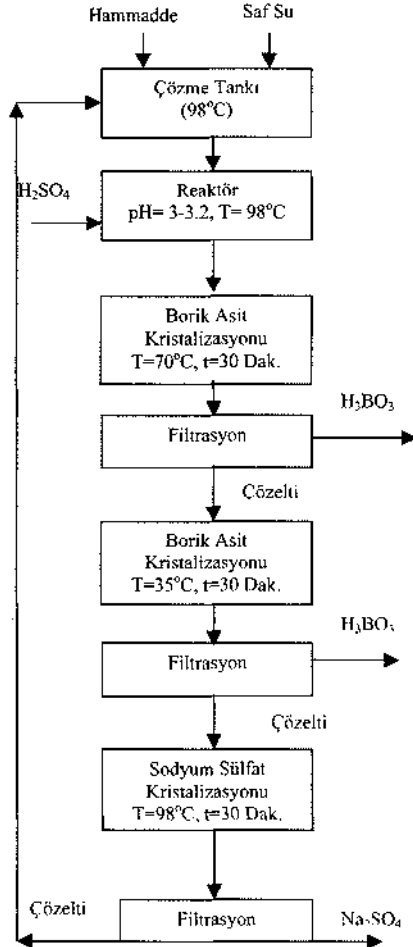 Hammadde
Saf Su
Çözme Tankı
(98°C)
H₂SO₄
Reaktör
pH= 3-3.2, T= 98°C
Borik Asit
Kristalizasyonu
T=70°C, t=30 Dak.
Filtrasyon
H₃BO₃
Çözelti
Borik Asit
Kristalizasyonu
T=35°C, t=30 Dak.
Filtrasyon
H₃BO₃
Çözelti
Sodyum Sülfat
Kristalizasyonu
T=98°C, t=30 Dak.
Çözelti
Filtrasyon
Na₂SO₄